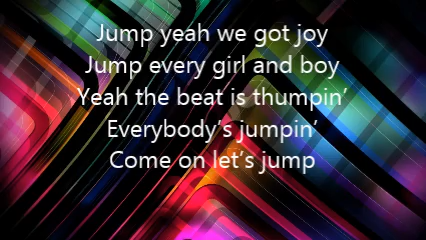 Jump yeah we got joy
Jump every girl and boy
Yeah the beat is thumpin’
Everybody’s jumpin’
Come on let’s jump